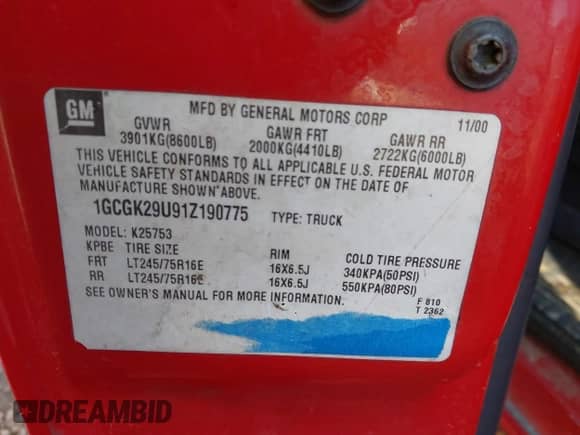 GM
MFD BY GENERAL MOTORS CORP 11/00
GVWR GAWR FRT GAWR RR
3901KG(8600LB) 2000KG(4410LB) 2722KG(6000LB)
THIS VEHICLE CONFORMS TO ALL APPLICABLE U.S. FEDERAL MOTOR
VEHICLE SAFETY STANDARDS IN EFFECT ON THE DATE OF
MANUFACTURE SHOWN ABOVE.
1GCGK29U91Z190775 TYPE: TRUCK
MODEL: K25753
KPBE TIRE SIZE RIM COLD TIRE PRESSURE
FRT LT245/75R16E 16X6.5J 340KPA(50PSI)
RR LT245/75R16E 16X6.5J 550KPA(80PSI)
SEE OWNER'S MANUAL FOR MORE INFORMATION.
F 810
T 2362
DREAMBID